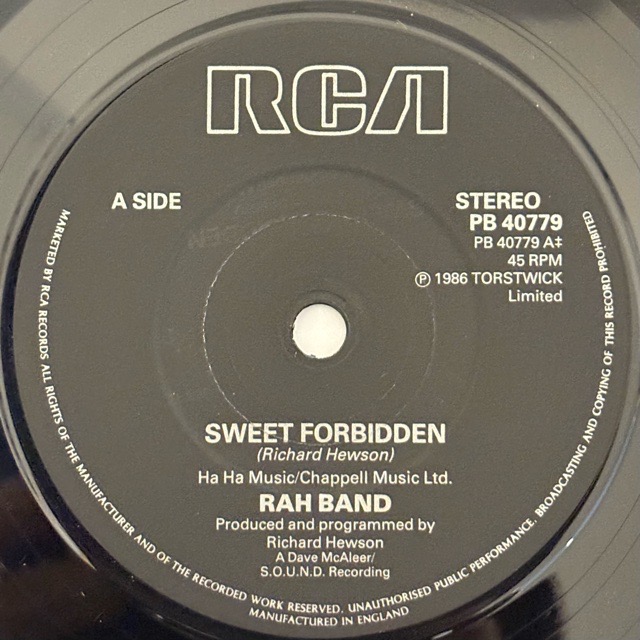 RCA
A SIDE
STEREO
PB 40779
PB 40779 A‡
45 RPM
℗ 1986 TORSTWICK
Limited
SWEET FORBIDDEN
(Richard Hewson)
Ha Ha Music/Chappell Music Ltd.
RAH BAND
Produced and programmed by
Richard Hewson
A Dave McAleer/
S.O.U.N.D. Recording
MARKETED BY RCA RECORDS ALL RIGHTS OF THE MANUFACTURER AND OF THE RECORDED WORK RESERVED. UNAUTHORISED PUBLIC PERFORMANCE, BROADCASTING AND COPYING OF THIS RECORD PROHIBITED
MANUFACTURED IN ENGLAND